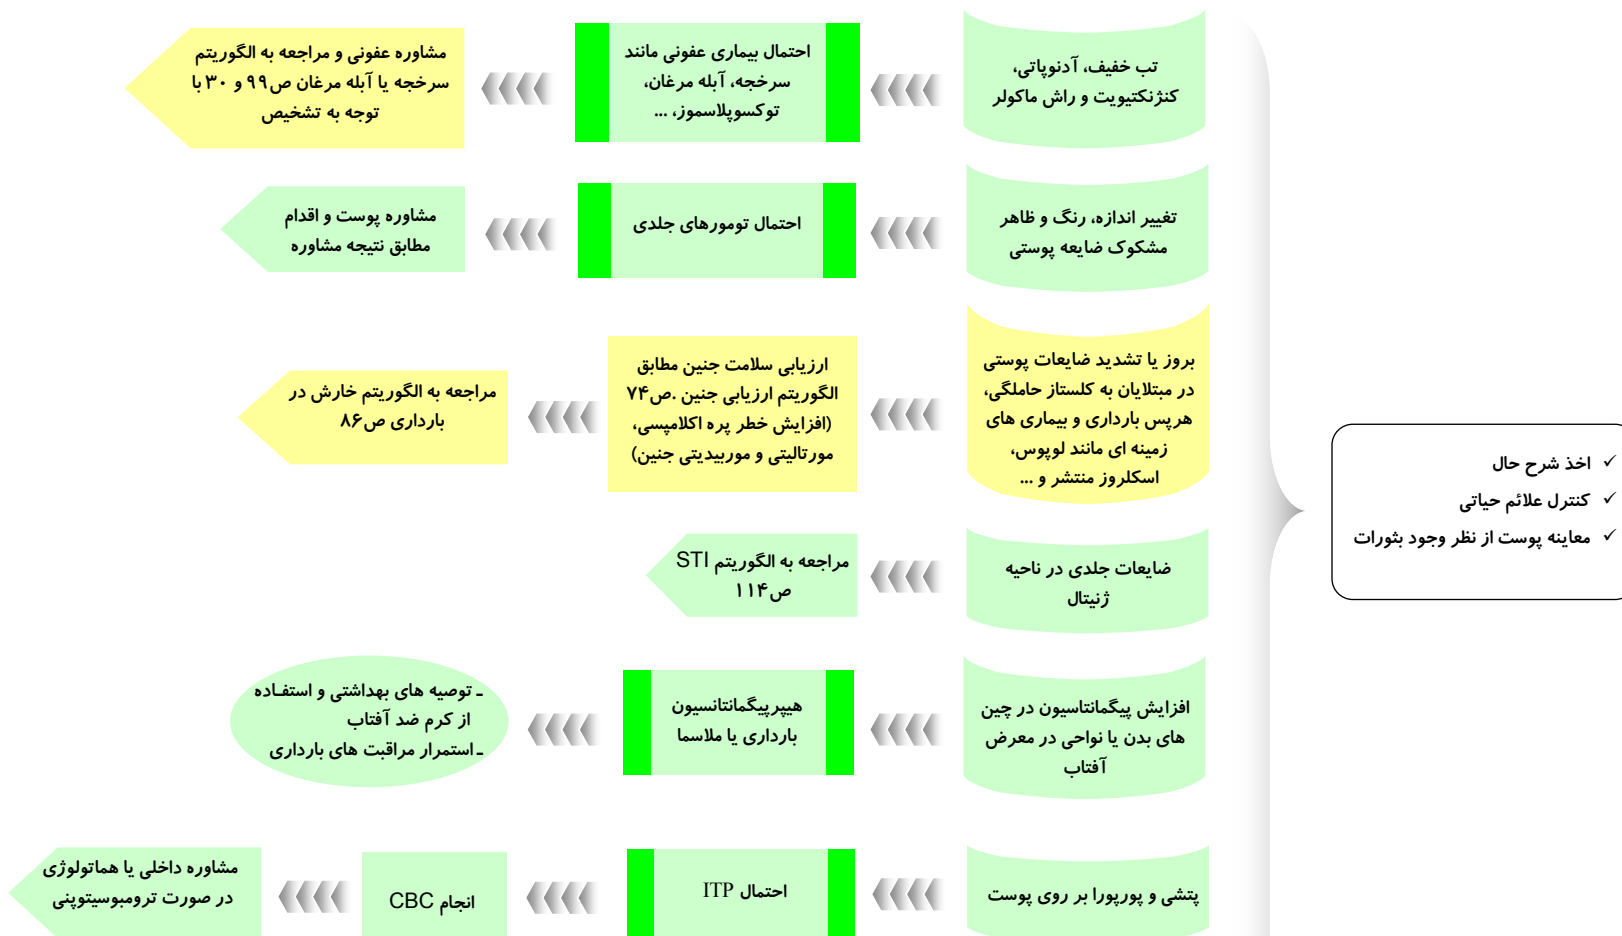 اخذ شرح حال
کنترل علائم حیاتی
معاینه پوست از نظر وجود بثورات
تب خفیف، آدنوپاتی،
کنژنکتیویت و راش ماکولر
احتمال بیماری عفونی مانند
سرخجه، آبله مرغان،
توکسوپلاسموز، ...
مشاوره عفونی و مراجعه به الگوریتم
سرخجه یا آبله مرغان ص۹۹ و ۳۰ با
توجه به تشخیص
تغییر اندازه، رنگ و ظاهر
مشکوک ضایعه پوستی
احتمال تومورهای جلدی
مشاوره پوست و اقدام
مطابق نتیجه مشاوره
بروز یا تشدید ضایعات پوستی
در مبتلایان به کلستاز حاملگی،
هرپس بارداری و بیماری های
زمینه ای مانند لوپوس،
اسکلروز منتشر و ...
ارزیابی سلامت جنین مطابق
الگوریتم ارزیابی جنین .ص۷۴
(افزایش خطر پره اکلامپسی،
مورتالیتی و موربیدیتی جنین)
مراجعه به الگوریتم خارش در
بارداری ص۸۶
ضایعات جلدی در ناحیه
ژنیتال
مراجعه به الگوریتم STI
ص۱۱۴
افزایش پیگمانتاسیون در چین
های بدن یا نواحی در معرض
آفتاب
هیپرپیگمانتانسیون
بارداری یا ملاسما
ـ توصیه های بهداشتی و استفـاده
از کرم ضد آفتاب
ـ استمرار مراقبت های بارداری
پتشی و پورپورا بر روی پوست
احتمال ITP
انجام CBC
مشاوره داخلی یا هماتولوژی
در صورت ترومبوسیتوپنی